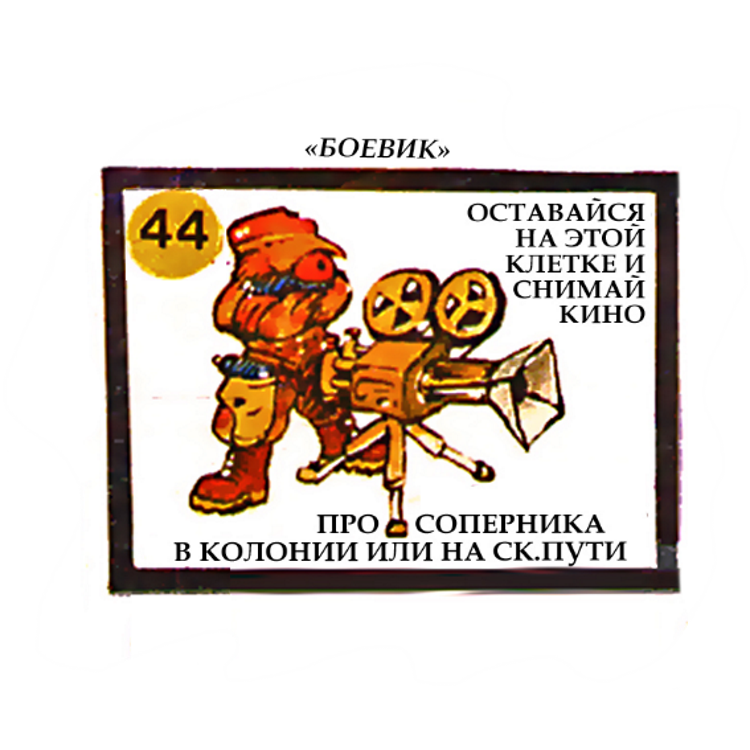 «БОЕВИК»
44
ОСТАВАЙСЯ
НА ЭТОЙ
КЛЕТКЕ И
СНИМАЙ
КИНО
ПРО СОПЕРНИКА
В КОЛОНИИ ИЛИ НА СК.ПУТИ